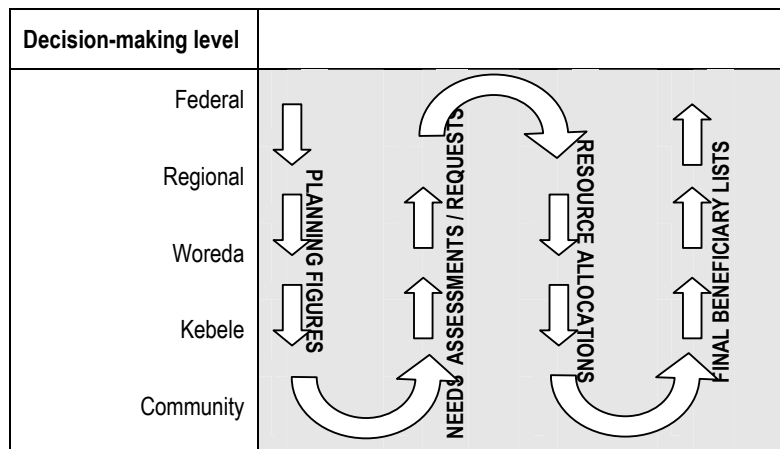 Decision-making level
Federal
Regional
Woreda
Kebele
Community
PLANNING FIGURES
NEEDS ASSESSMENTS / REQUESTS
RESOURCE ALLOCATIONS
FINAL BENEFICIARY LISTS